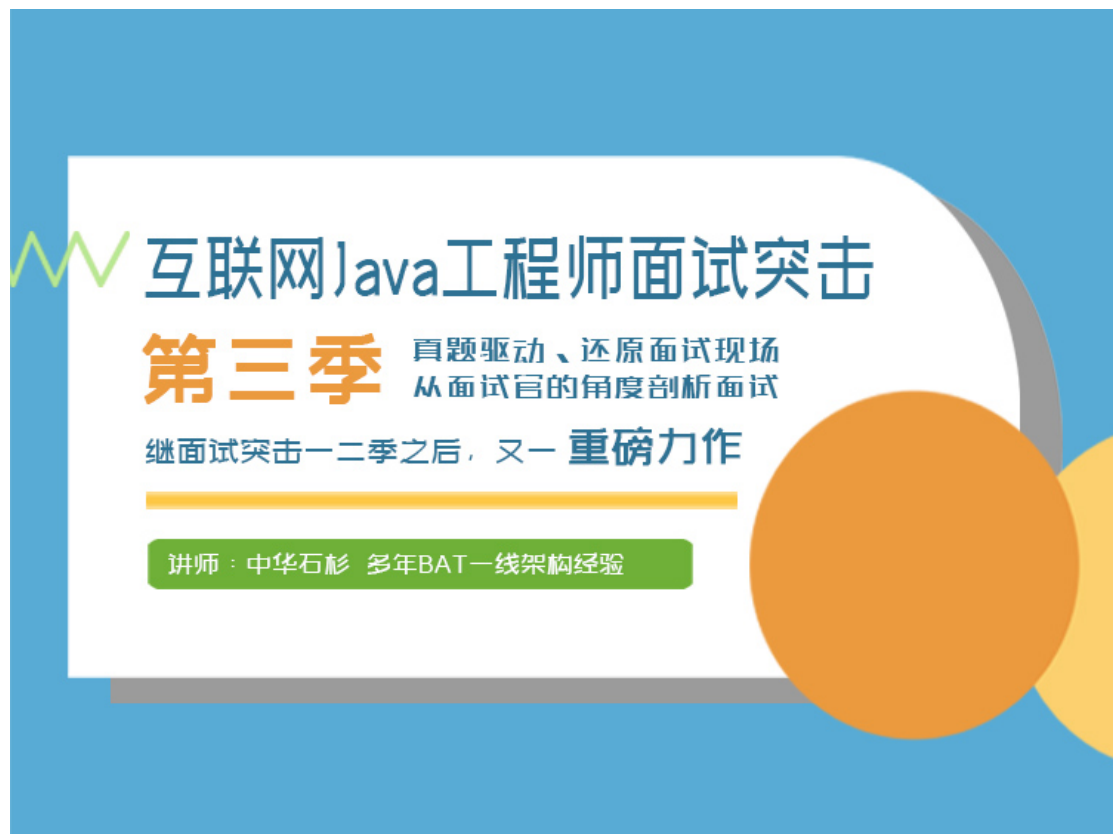 互联网Java工程师面试突击
第三季
真题驱动、还原面试现场
从面试官的角度剖析面试
继面试突击一二季之后，又一 重磅力作
讲师：中华石杉 多年BAT一线架构经验